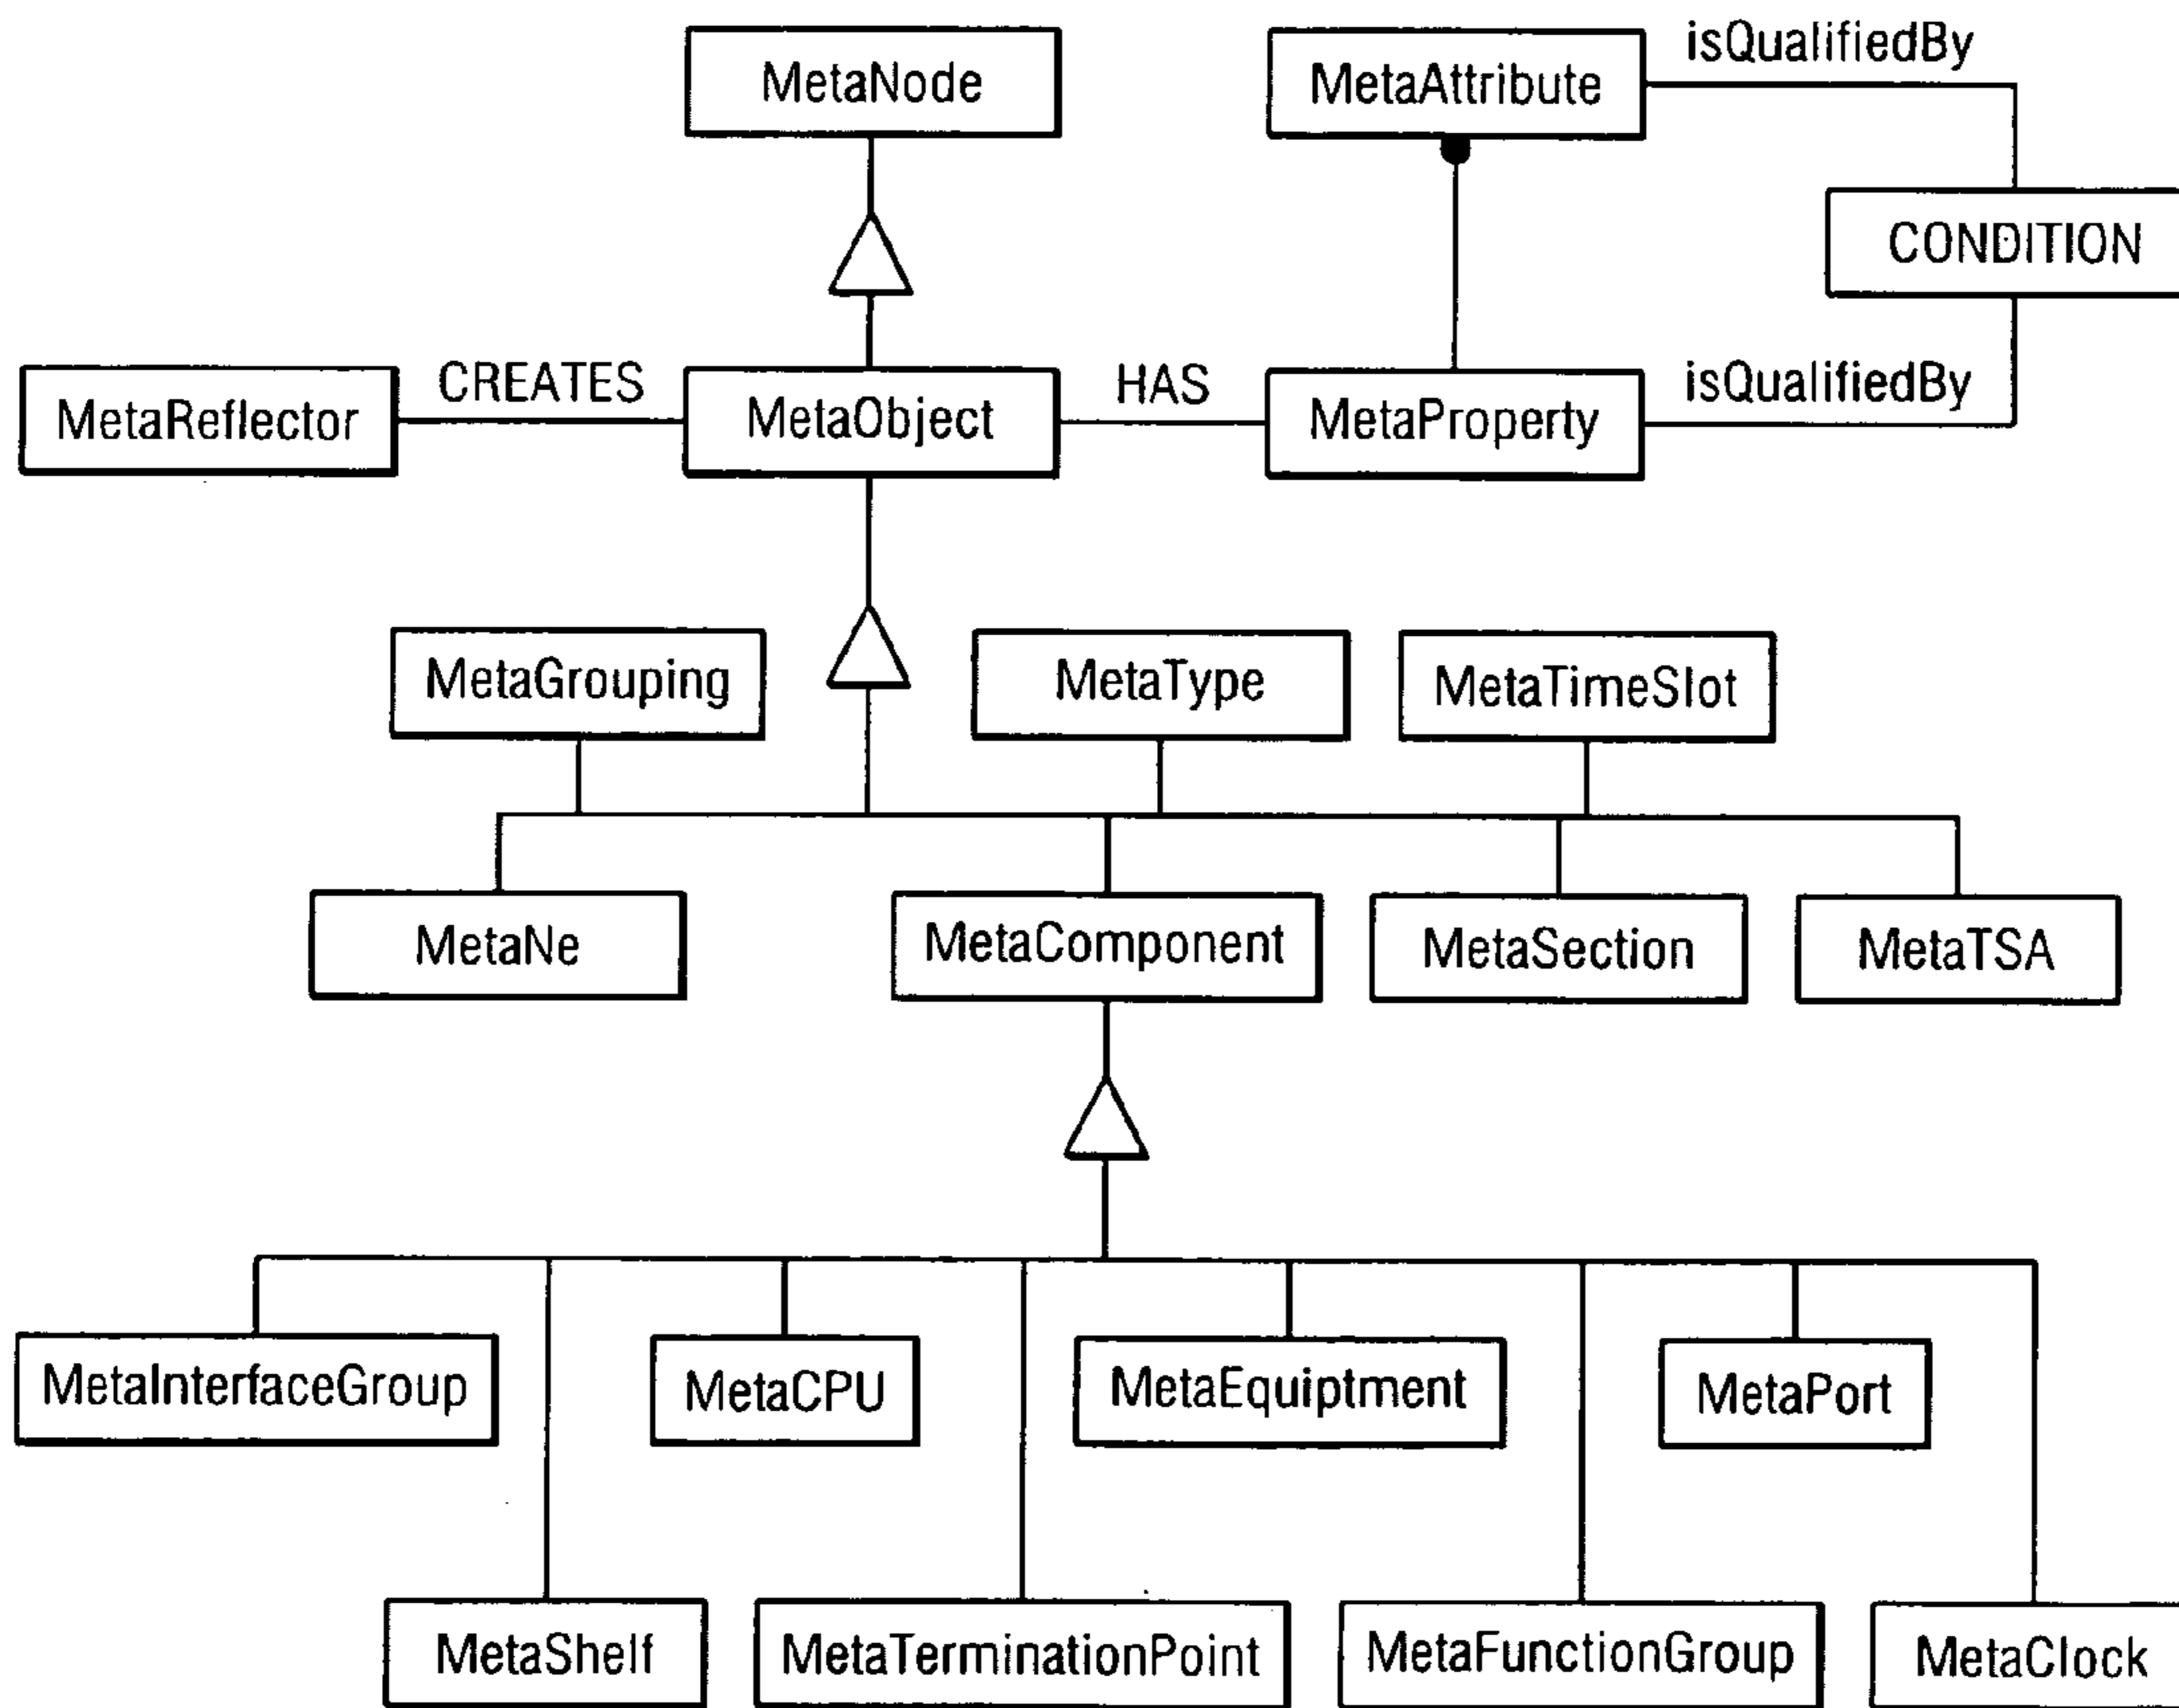 MetaNode
MetaAttribute
isQualifiedBy
CONDITION
MetaReflector
CREATES
MetaObject
HAS
MetaProperty
isQualifiedBy
MetaGrouping
MetaType
MetaTimeSlot
MetaNe
MetaComponent
MetaSection
MetaTSA
MetaInterfaceGroup
MetaCPU
MetaEquiptment
MetaPort
MetaShelf
MetaTerminationPoint
MetaFunctionGroup
MetaClock